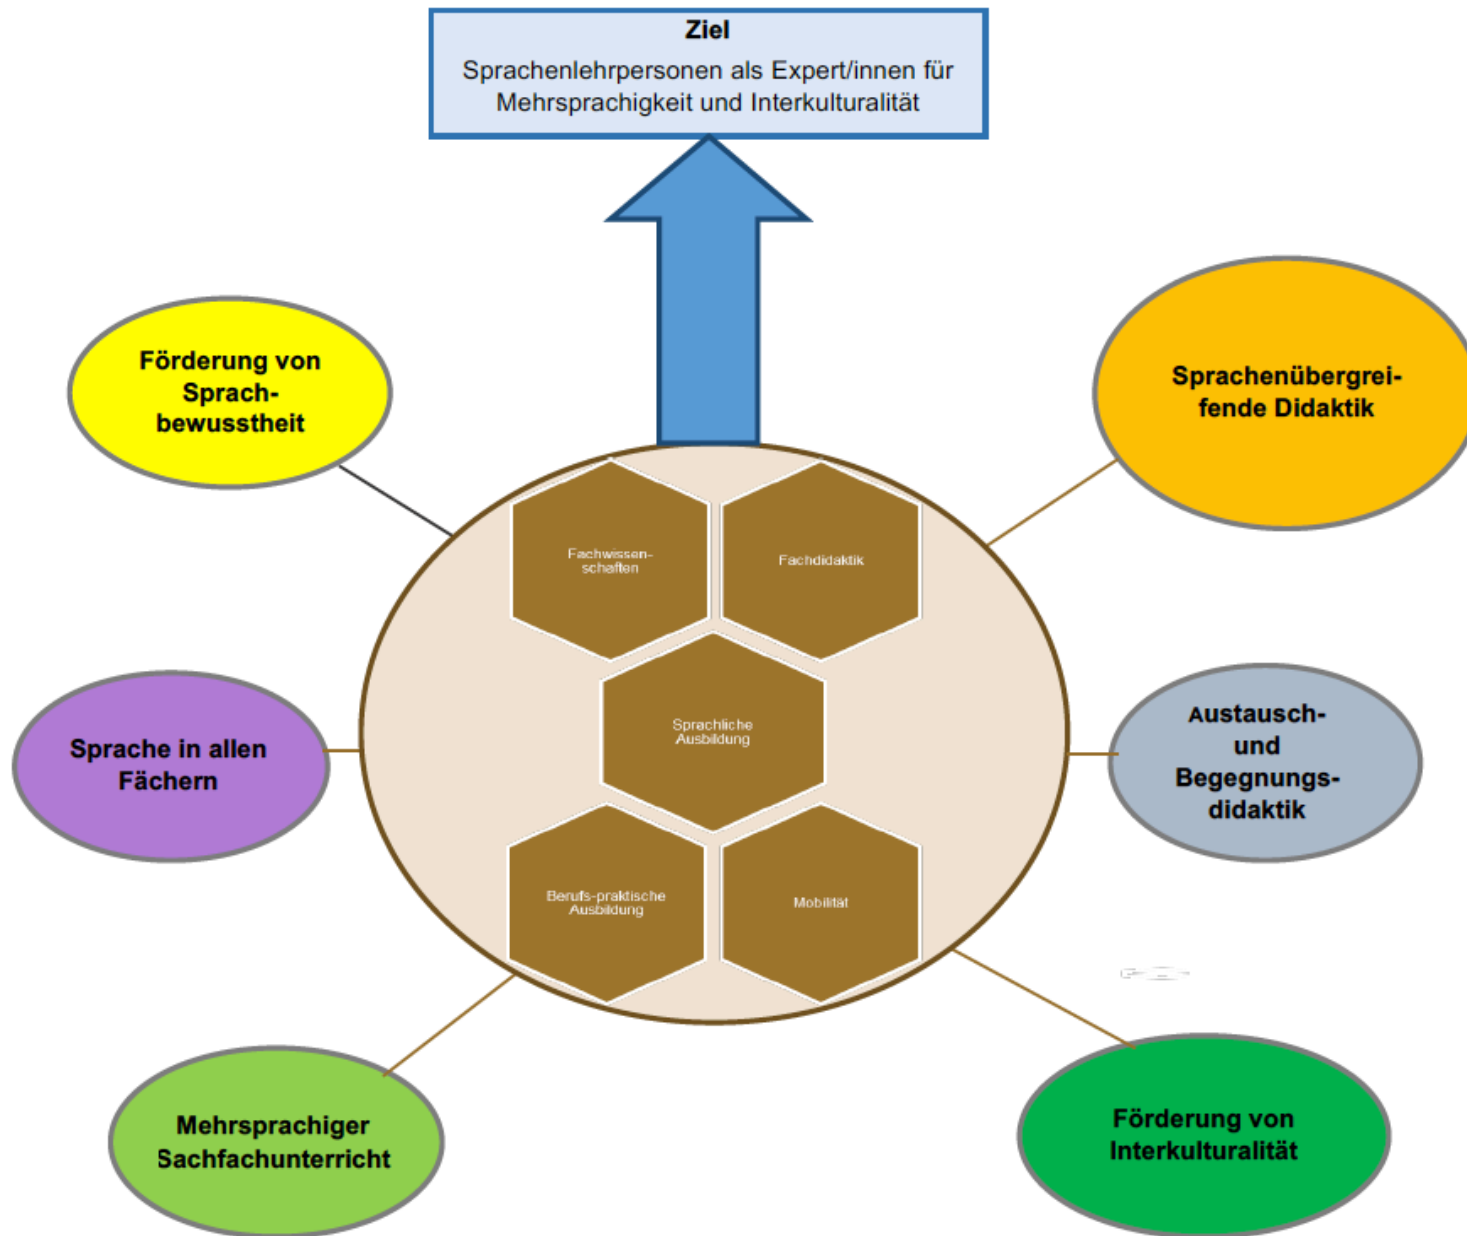 Ziel
Sprachenlehrpersonen als Expert/innen für
Mehrsprachigkeit und Interkulturalität
Förderung von
Sprach-
bewusstheit
Sprachenübergrei-
fende Didaktik
Fachwissen-
schaften
Fachdidaktik
Sprachliche
Ausbildung
Sprache in allen
Fächern
Austausch-
und
Begegnungs-
didaktik
Berufs-praktische
Ausbildung
Mobilität
Mehrsprachiger
Sachfachunterricht
Förderung von
Interkulturalität